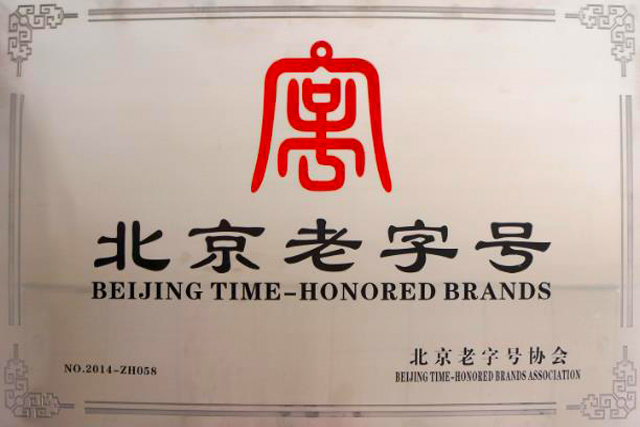 北京老字号
BEIJING TIME-HONORED BRANDS
NO.2014-ZH058
北京老字号协会
BEIJING TIME-HONORED BRANDS ASSOCIATION